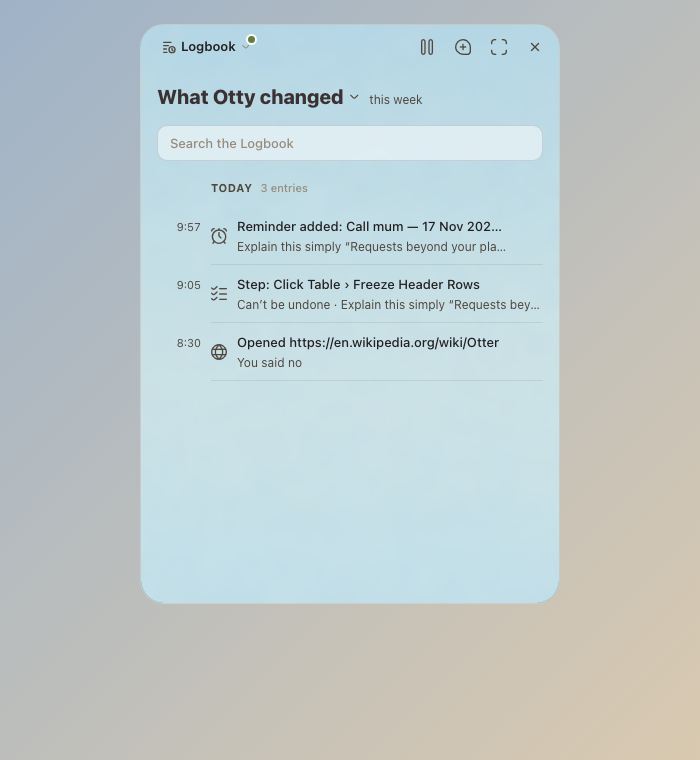 Logbook
What Otty changed this week
Search the Logbook
TODAY 3 entries
9:57 Reminder added: Call mum — 17 Nov 202...
Explain this simply “Requests beyond your pla...
9:05 Step: Click Table › Freeze Header Rows
Can’t be undone · Explain this simply “Requests bey...
8:30 Opened https://en.wikipedia.org/wiki/Otter
You said no